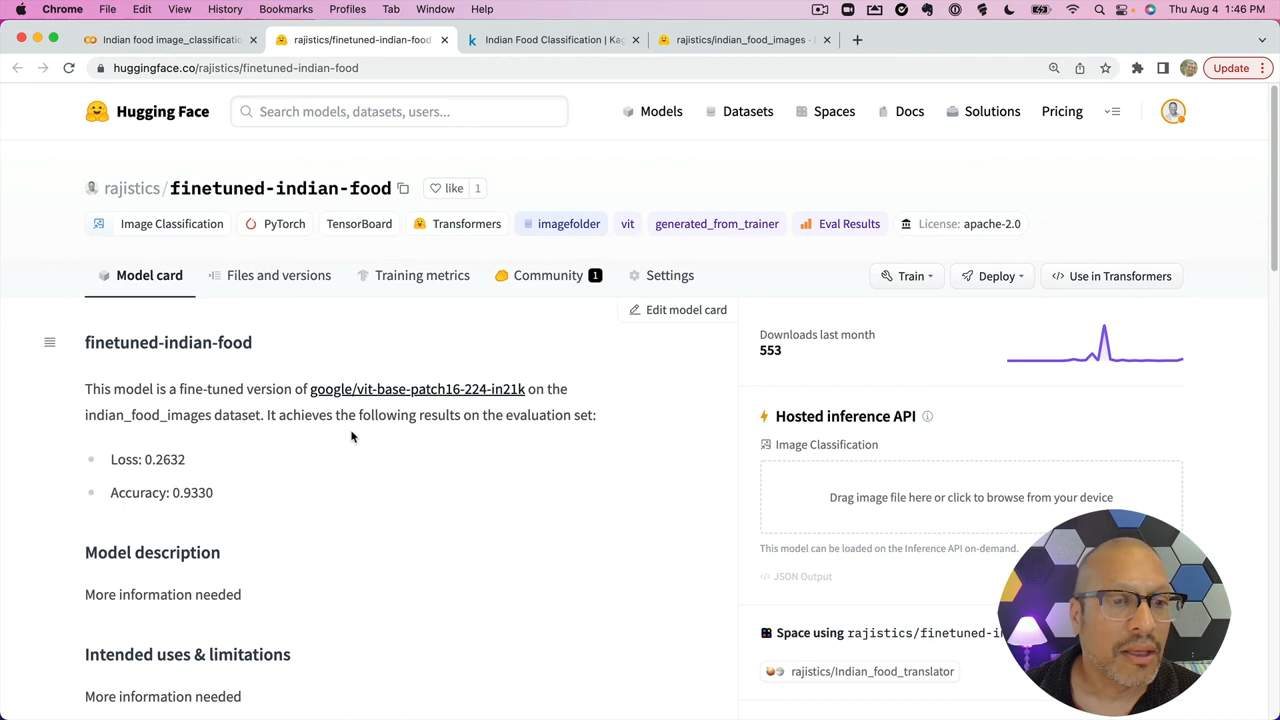 Chrome File Edit View History Bookmarks Profiles Tab Window Help Thu Aug 4 1:46 PM
Indian food image_classificatio
rajistics/finetuned-indian-food
Indian Food Classification | Kag
rajistics/indian_food_images -
huggingface.co/rajistics/finetuned-indian-food
Update
Hugging Face
Search models, datasets, users...
Models Datasets Spaces Docs Solutions Pricing
rajistics/finetuned-indian-food
like 1
Image Classification PyTorch TensorBoard Transformers imagefolder vit generated_from_trainer Eval Results License: apache-2.0
Model card Files and versions Training metrics Community 1 Settings
Train Deploy </> Use in Transformers
Edit model card
finetuned-indian-food
This model is a fine-tuned version of google/vit-base-patch16-224-in21k on the
indian_food_images dataset. It achieves the following results on the evaluation set:
Loss: 0.2632
Accuracy: 0.9330
Model description
More information needed
Intended uses & limitations
More information needed
Downloads last month
553
Hosted inference API
Image Classification
Drag image file here or click to browse from your device
This model can be loaded on the Inference API on-demand.
</> JSON Output
Space using rajistics/finetuned-i
rajistics/Indian_food_translator